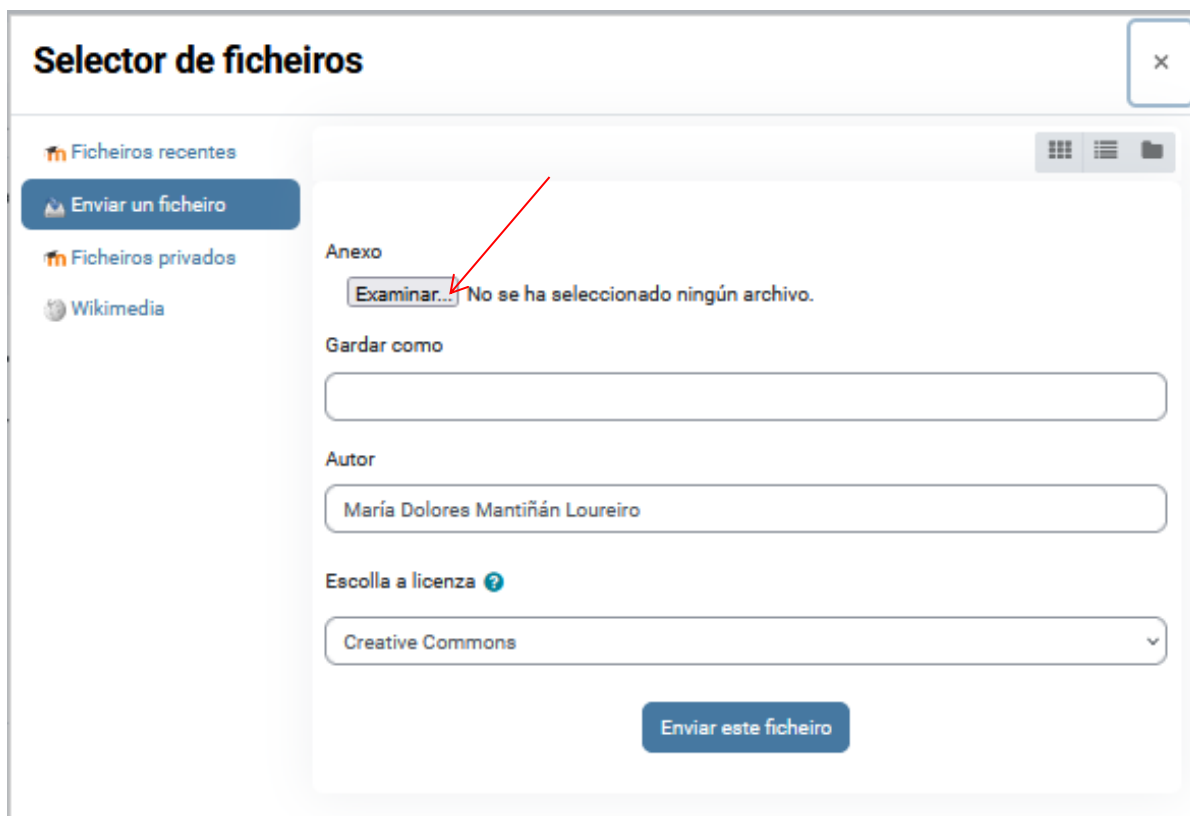 Selector de ficheiros
×
Ficheiros recentes
Enviar un ficheiro
Ficheiros privados
Wikimedia
Anexo
Examinar... No se ha seleccionado ningún archivo.
Gardar como
Autor
María Dolores Mantiñán Loureiro
Escolla a licenza ?
Creative Commons
Enviar este ficheiro